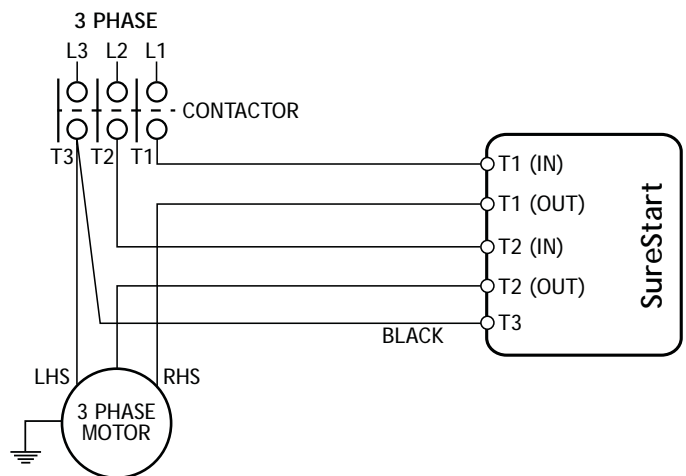 3 PHASE
L3 L2 L1
CONTACTOR
T3 T2 T1
T1 (IN)
T1 (OUT)
T2 (IN)
T2 (OUT)
T3
SureStart
BLACK
LHS RHS
3 PHASE
MOTOR